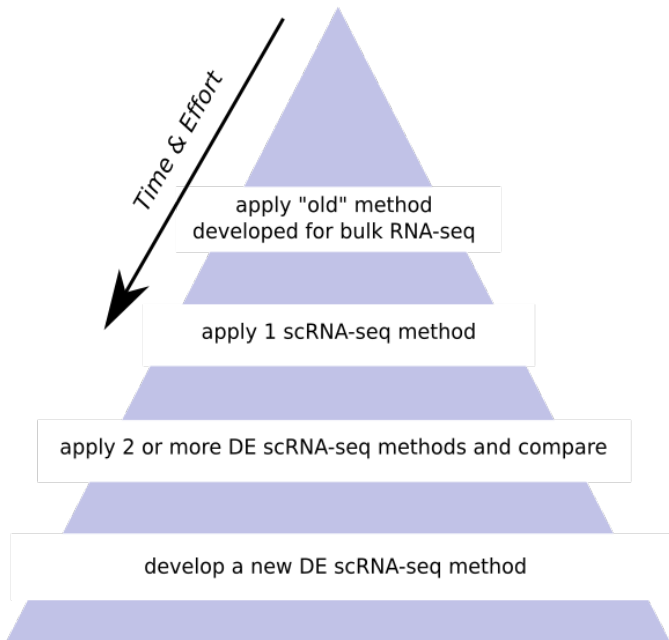 Time & Effort
apply "old" method
developed for bulk RNA-seq
apply 1 scRNA-seq method
apply 2 or more DE scRNA-seq methods and compare
develop a new DE scRNA-seq method